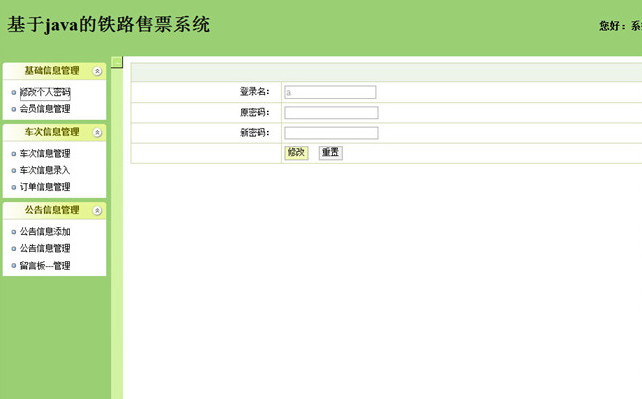 基于java的铁路售票系统
您好：系
基础信息管理
修改个人密码
会员信息管理
车次信息管理
车次信息管理
车次信息录入
订单信息管理
公告信息管理
公告信息添加
公告信息管理
留言板---管理
登录名：
a
原密码：
新密码：
修改 重置